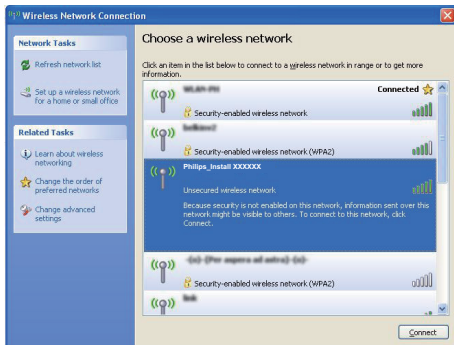 Wireless Network Connection
Network Tasks
Refresh network list
Set up a wireless network
for a home or small office
Related Tasks
Learn about wireless
networking
Change the order of
preferred networks
Change advanced
settings
Choose a wireless network
Click an item in the list below to connect to a wireless network in range or to get more
information.
Connected
Security-enabled wireless network
Security-enabled wireless network (WPA2)
Philips_Install XXXXXX
Unsecured wireless network
Because security is not enabled on this network, information sent over this
network might be visible to others. To connect to this network, click
Connect.
-(o)-(Per aspera ad astra)-(o)-
Security-enabled wireless network (WPA2)
link
Connect